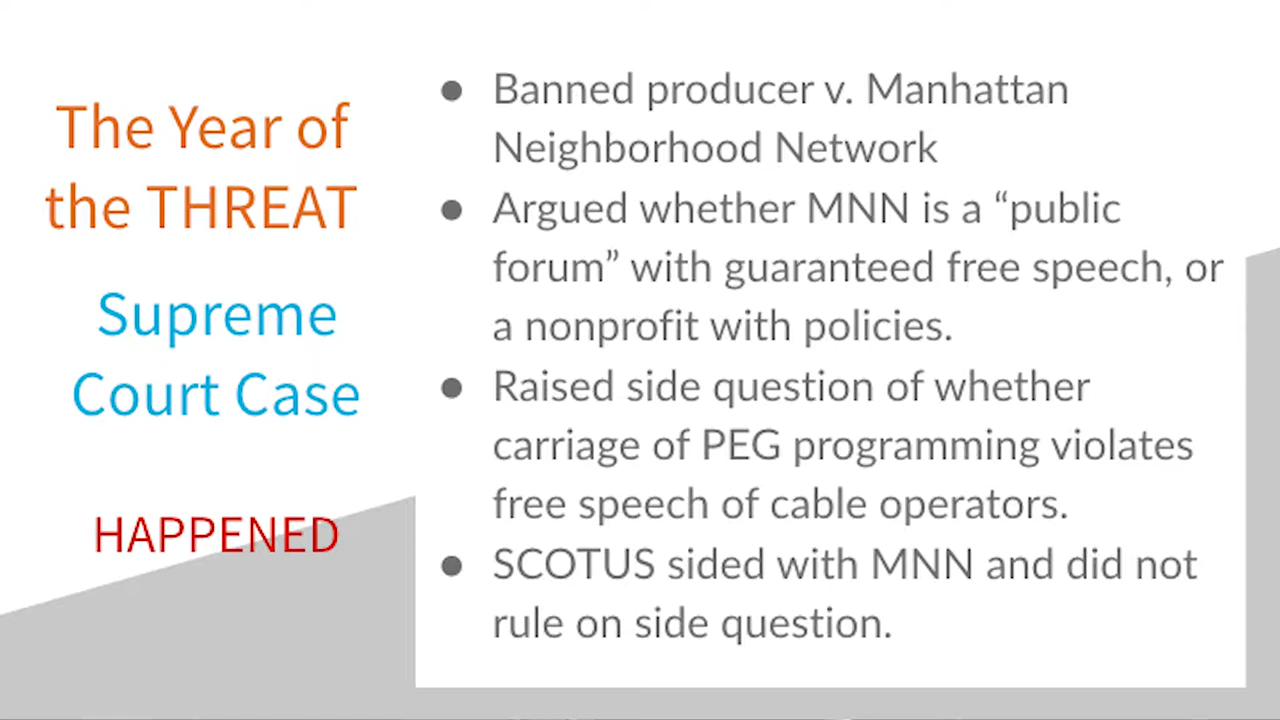 The Year of
the THREAT
Supreme
Court Case
HAPPENED
● Banned producer v. Manhattan
Neighborhood Network
● Argued whether MNN is a “public
forum” with guaranteed free speech, or
a nonprofit with policies.
● Raised side question of whether
carriage of PEG programming violates
free speech of cable operators.
● SCOTUS sided with MNN and did not
rule on side question.